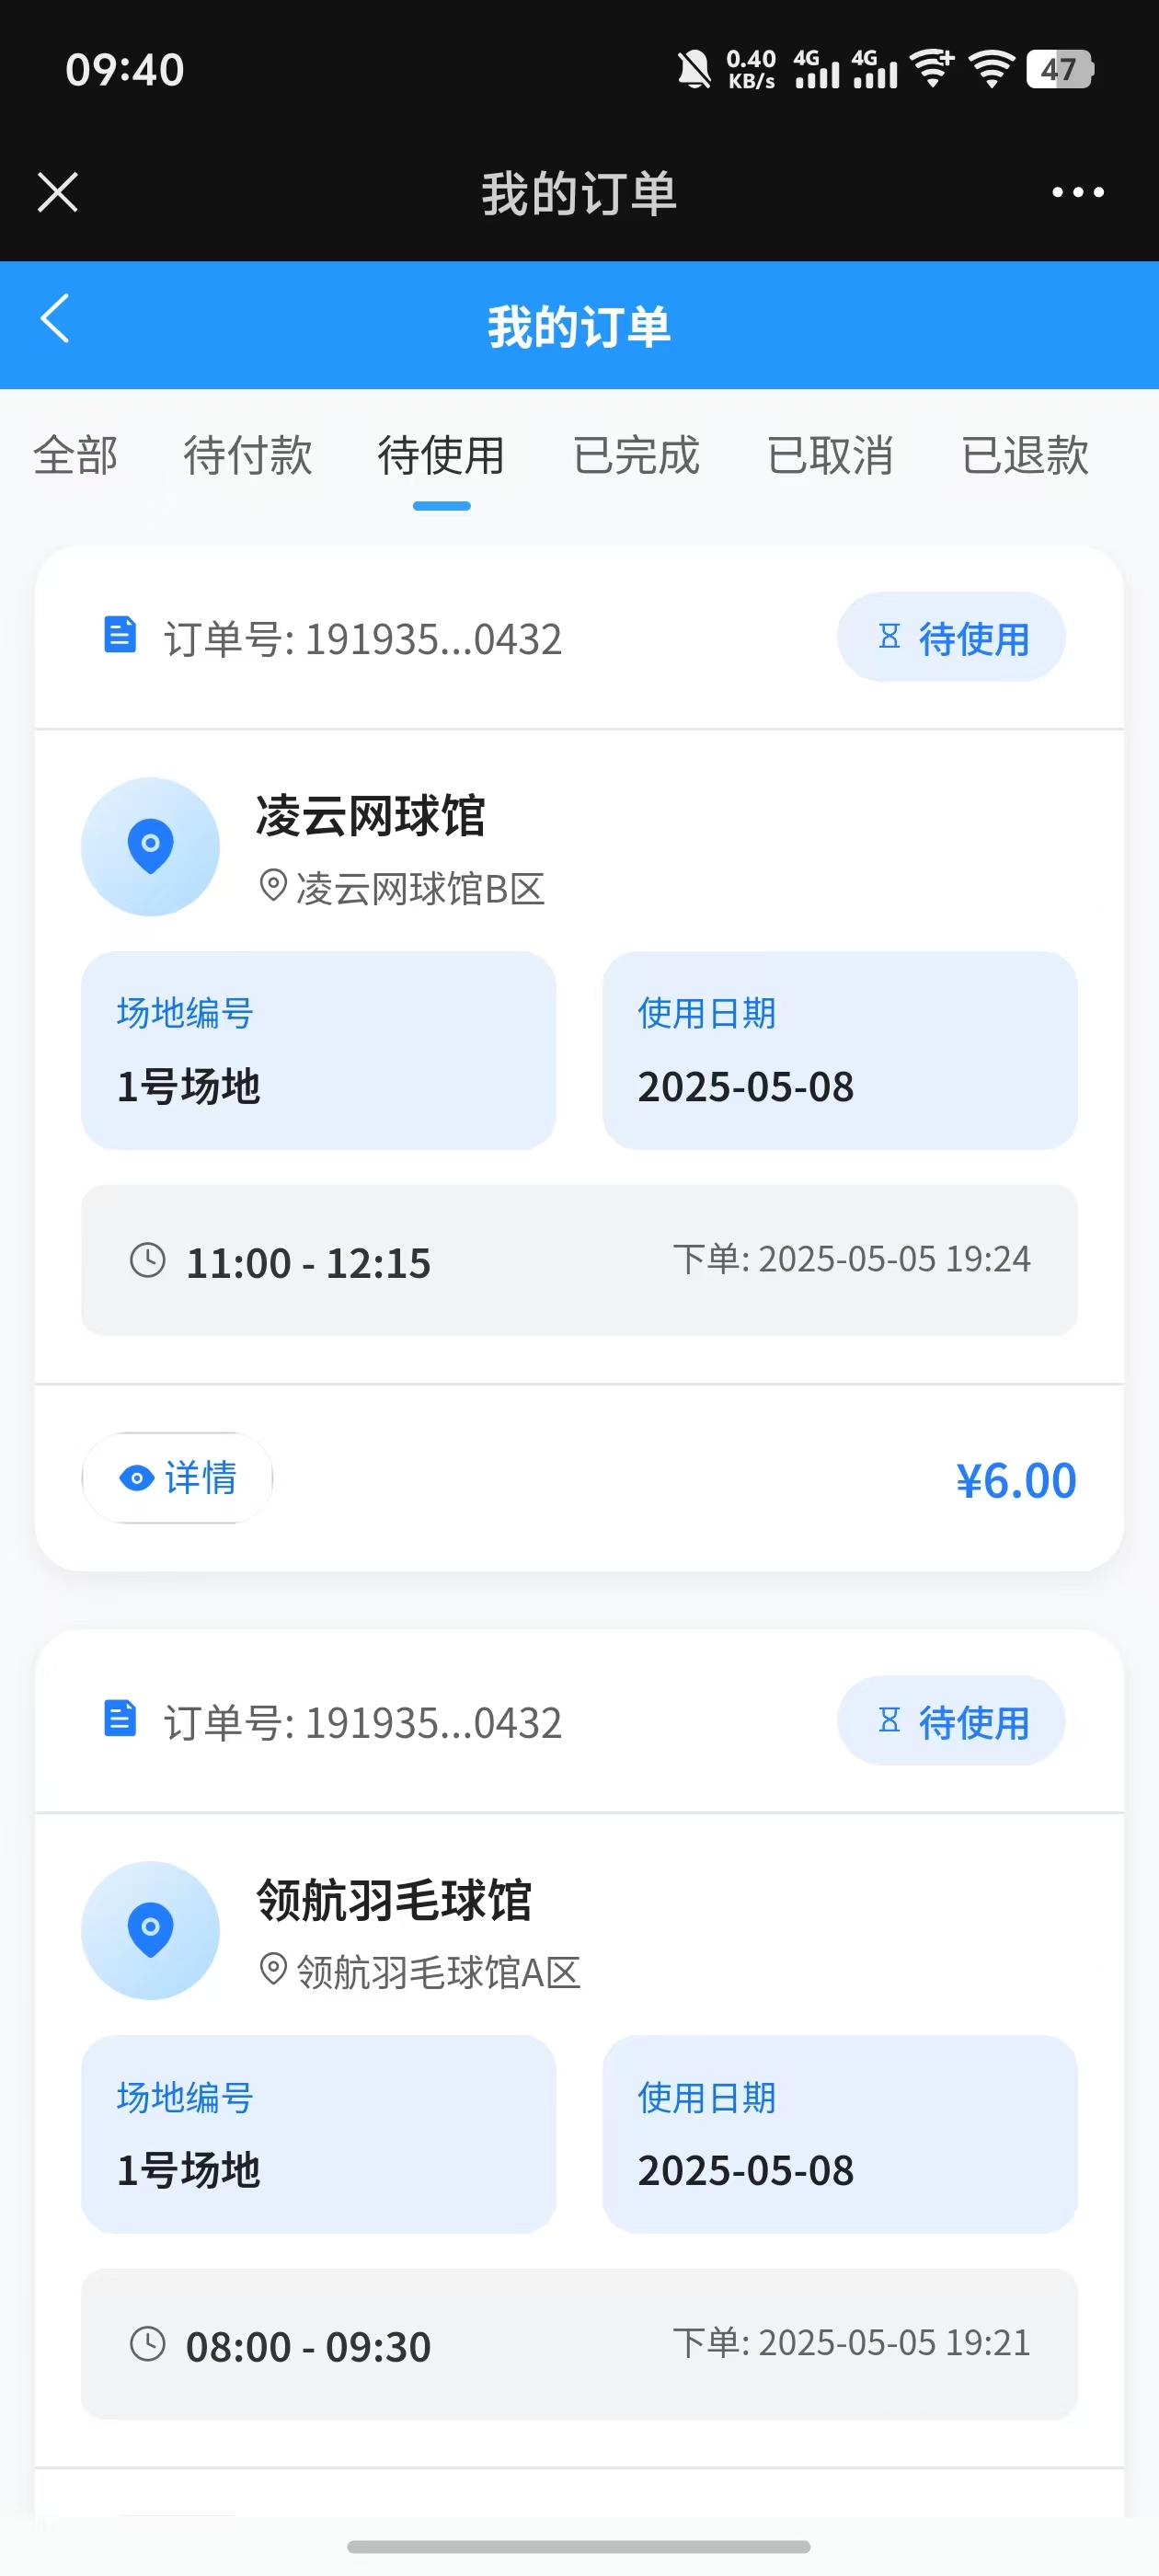 09:40
0.40 KB/s 4G 4G 47
我的订单
我的订单
全部 待付款 待使用 已完成 已取消 已退款
订单号: 191935...0432 待使用
凌云网球馆
凌云网球馆B区
场地编号 使用日期
1号场地 2025-05-08
11:00 - 12:15 下单: 2025-05-05 19:24
详情 ¥6.00
订单号: 191935...0432 待使用
领航羽毛球馆
领航羽毛球馆A区
场地编号 使用日期
1号场地 2025-05-08
08:00 - 09:30 下单: 2025-05-05 19:21